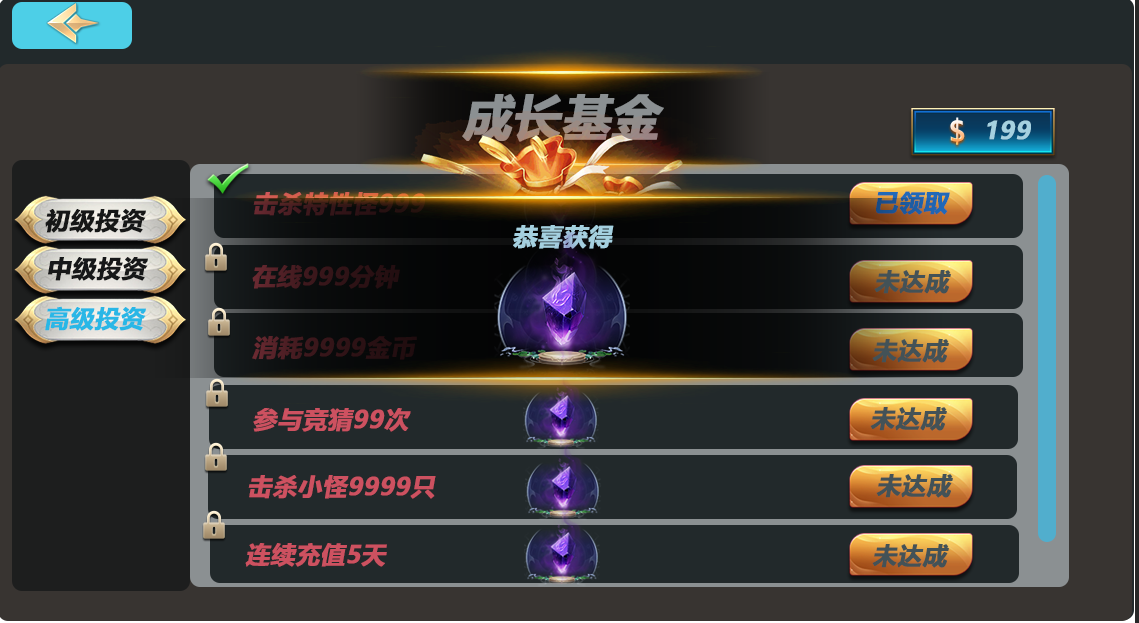 成长基金
$ 199
初级投资
中级投资
高级投资
击杀特性怪999
已领取
恭喜获得
在线999分钟
未达成
消耗9999金币
未达成
参与竞猜99次
未达成
击杀小怪9999只
未达成
连续充值5天
未达成